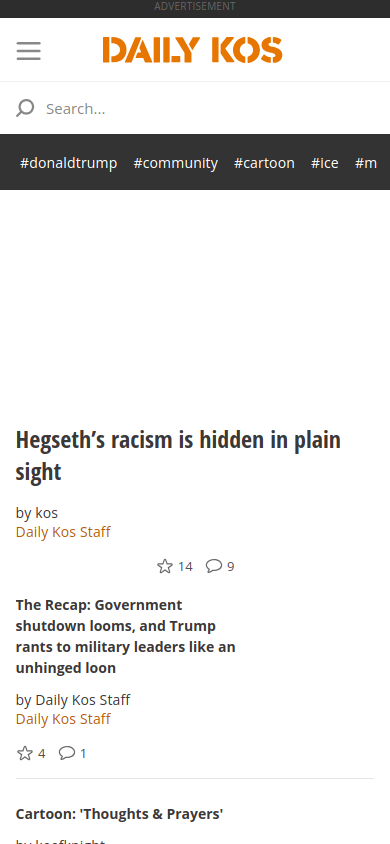 ADVERTISEMENT
DAILY KOS
Search...
#donaldtrump #community #cartoon #ice #m
Hegseth’s racism is hidden in plain
sight
by kos
Daily Kos Staff
14 9
The Recap: Government
shutdown looms, and Trump
rants to military leaders like an
unhinged loon
by Daily Kos Staff
Daily Kos Staff
4 1
Cartoon: 'Thoughts & Prayers'
by keefknight